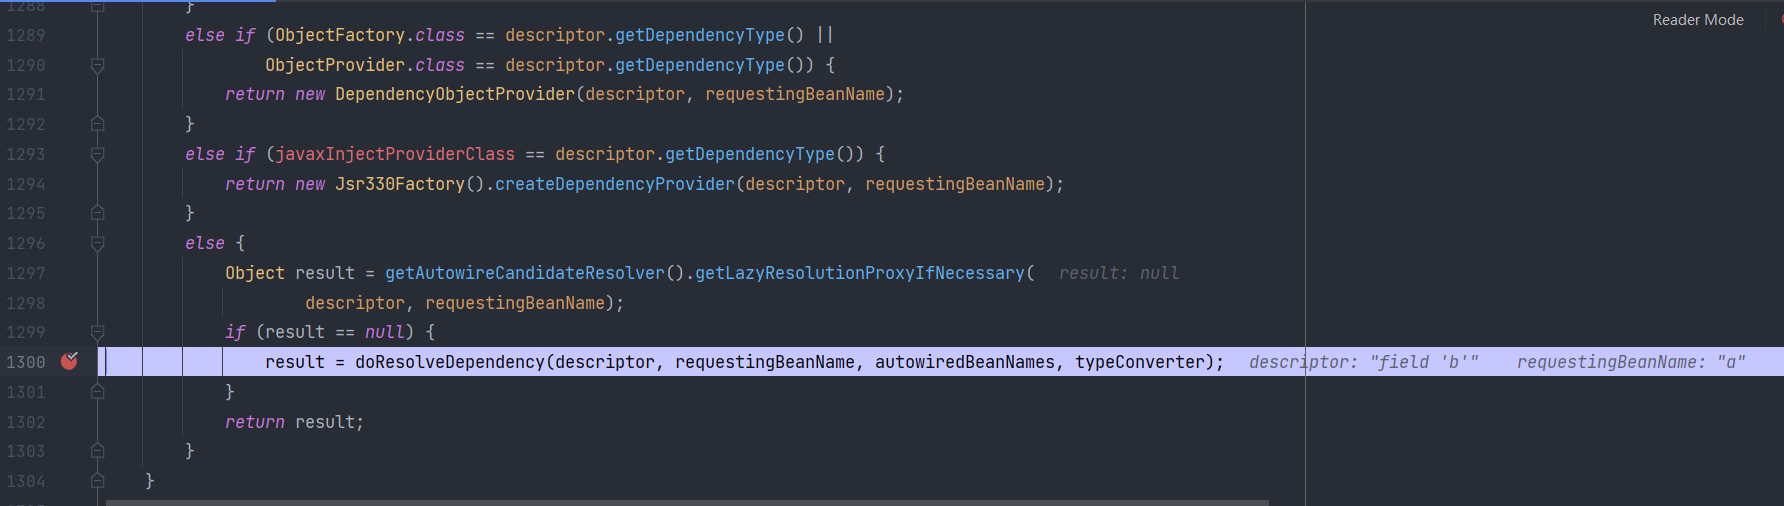 1288 }
Reader Mode
1289 else if (ObjectFactory.class == descriptor.getDependencyType() ||
1290 ObjectProvider.class == descriptor.getDependencyType()) {
1291 return new DependencyObjectProvider(descriptor, requestingBeanName);
1292 }
1293 else if (javaxInjectProviderClass == descriptor.getDependencyType()) {
1294 return new Jsr330Factory().createDependencyProvider(descriptor, requestingBeanName);
1295 }
1296 else {
1297 Object result = getAutowireCandidateResolver().getLazyResolutionProxyIfNecessary( result: null
1298 descriptor, requestingBeanName);
1299 if (result == null) {
1300 result = doResolveDependency(descriptor, requestingBeanName, autowiredBeanNames, typeConverter); descriptor: "field 'b'" requestingBeanName: "a"
1301 }
1302 return result;
1303 }
1304 }